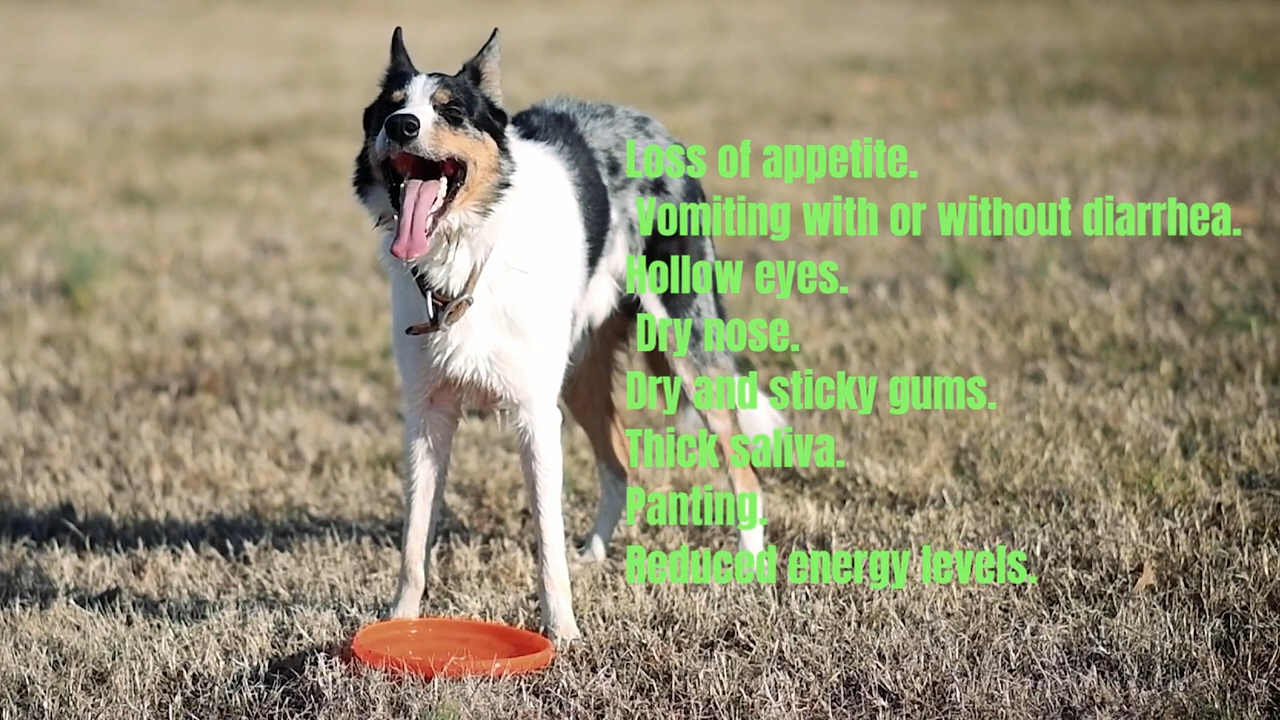 Loss of appetite.
Vomiting with or without diarrhea.
Hollow eyes.
Dry nose.
Dry and sticky gums.
Thick saliva.
Panting.
Reduced energy levels.